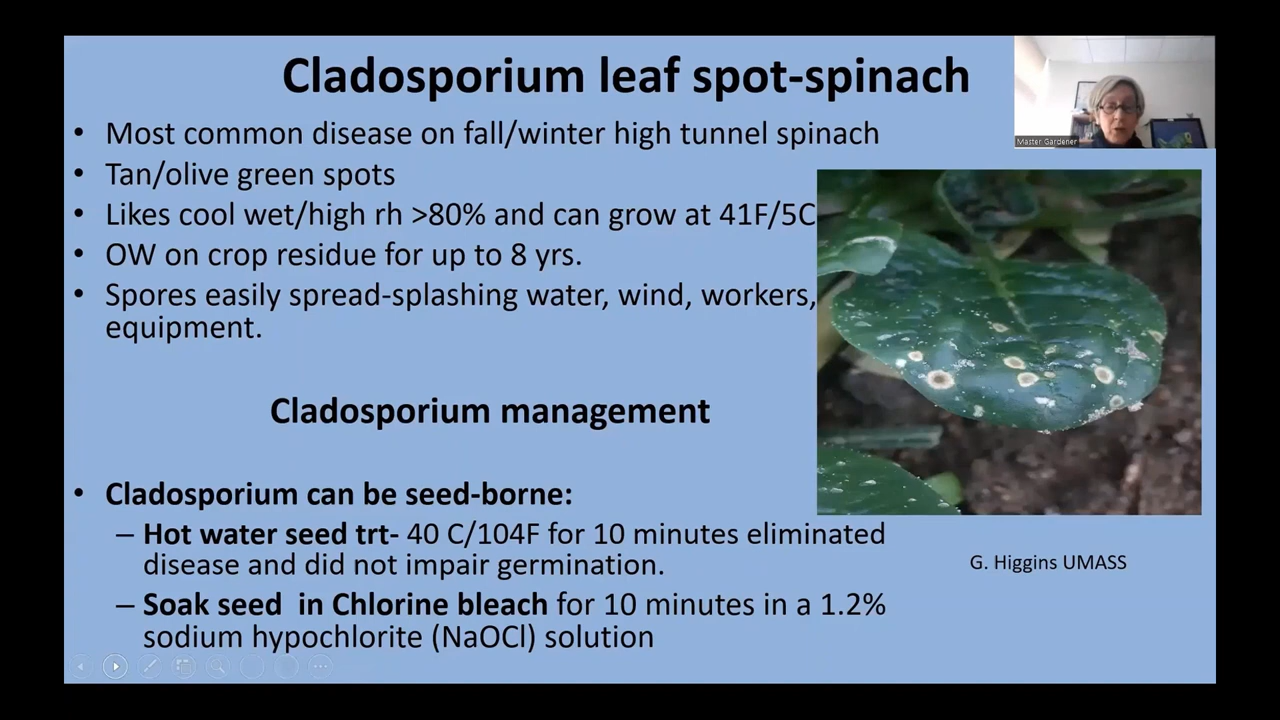 Cladosporium leaf spot-spinach
Master Gardener
• Most common disease on fall/winter high tunnel spinach
• Tan/olive green spots
• Likes cool wet/high rh >80% and can grow at 41F/5C
• OW on crop residue for up to 8 yrs.
• Spores easily spread-splashing water, wind, workers,
equipment.
Cladosporium management
• Cladosporium can be seed-borne:
– Hot water seed trt- 40 C/104F for 10 minutes eliminated
disease and did not impair germination.
– Soak seed  in Chlorine bleach for 10 minutes in a 1.2%
sodium hypochlorite (NaOCl) solution
G. Higgins UMASS